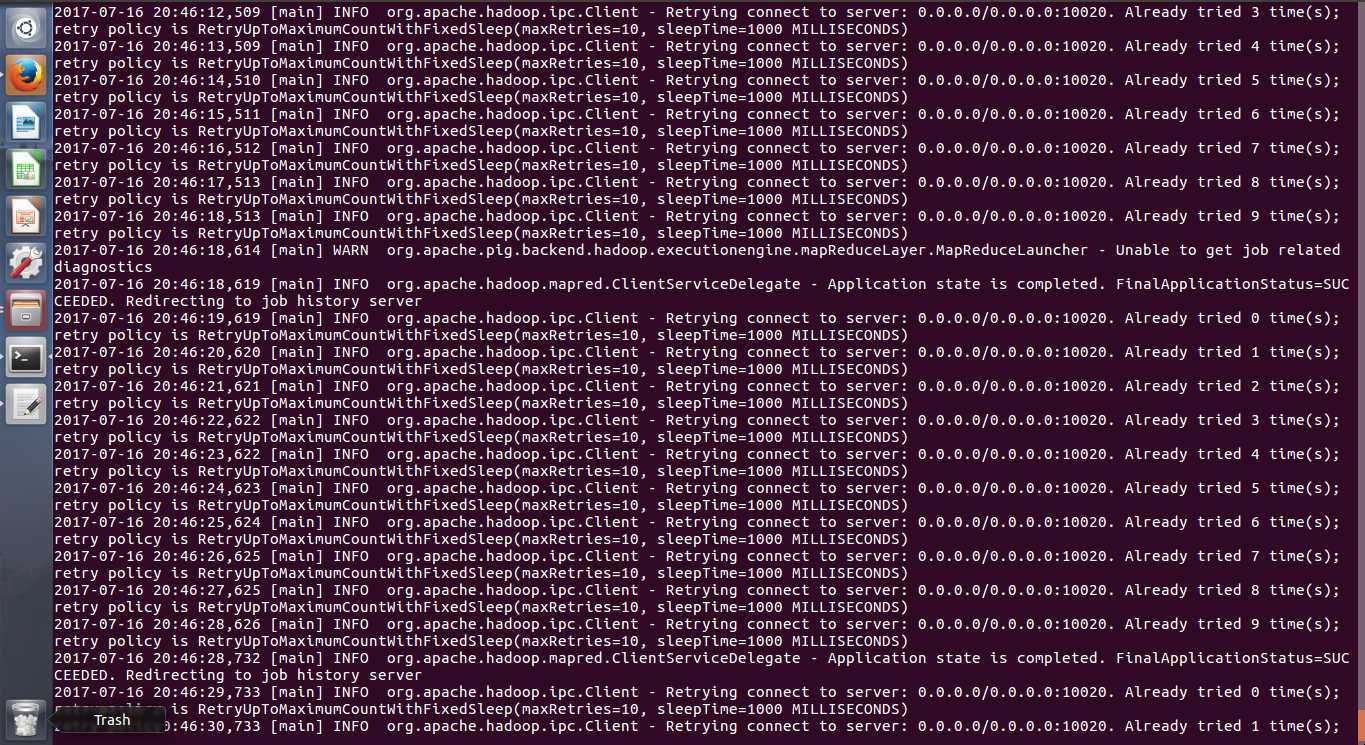 2017-07-16 20:46:12,509 [main] INFO  org.apache.hadoop.ipc.Client - Retrying connect to server: 0.0.0.0/0.0.0.0:10020. Already tried 3 time(s);
retry policy is RetryUpToMaximumCountWithFixedSleep(maxRetries=10, sleepTime=1000 MILLISECONDS)
2017-07-16 20:46:13,509 [main] INFO  org.apache.hadoop.ipc.Client - Retrying connect to server: 0.0.0.0/0.0.0.0:10020. Already tried 4 time(s);
retry policy is RetryUpToMaximumCountWithFixedSleep(maxRetries=10, sleepTime=1000 MILLISECONDS)
2017-07-16 20:46:14,510 [main] INFO  org.apache.hadoop.ipc.Client - Retrying connect to server: 0.0.0.0/0.0.0.0:10020. Already tried 5 time(s);
retry policy is RetryUpToMaximumCountWithFixedSleep(maxRetries=10, sleepTime=1000 MILLISECONDS)
2017-07-16 20:46:15,511 [main] INFO  org.apache.hadoop.ipc.Client - Retrying connect to server: 0.0.0.0/0.0.0.0:10020. Already tried 6 time(s);
retry policy is RetryUpToMaximumCountWithFixedSleep(maxRetries=10, sleepTime=1000 MILLISECONDS)
2017-07-16 20:46:16,512 [main] INFO  org.apache.hadoop.ipc.Client - Retrying connect to server: 0.0.0.0/0.0.0.0:10020. Already tried 7 time(s);
retry policy is RetryUpToMaximumCountWithFixedSleep(maxRetries=10, sleepTime=1000 MILLISECONDS)
2017-07-16 20:46:17,513 [main] INFO  org.apache.hadoop.ipc.Client - Retrying connect to server: 0.0.0.0/0.0.0.0:10020. Already tried 8 time(s);
retry policy is RetryUpToMaximumCountWithFixedSleep(maxRetries=10, sleepTime=1000 MILLISECONDS)
2017-07-16 20:46:18,513 [main] INFO  org.apache.hadoop.ipc.Client - Retrying connect to server: 0.0.0.0/0.0.0.0:10020. Already tried 9 time(s);
retry policy is RetryUpToMaximumCountWithFixedSleep(maxRetries=10, sleepTime=1000 MILLISECONDS)
2017-07-16 20:46:18,614 [main] WARN  org.apache.pig.backend.hadoop.executionengine.mapReduceLayer.MapReduceLauncher - Unable to get job related
diagnostics
2017-07-16 20:46:18,619 [main] INFO  org.apache.hadoop.mapred.ClientServiceDelegate - Application state is completed. FinalApplicationStatus=SUC
CEEDED. Redirecting to job history server
2017-07-16 20:46:19,619 [main] INFO  org.apache.hadoop.ipc.Client - Retrying connect to server: 0.0.0.0/0.0.0.0:10020. Already tried 0 time(s);
retry policy is RetryUpToMaximumCountWithFixedSleep(maxRetries=10, sleepTime=1000 MILLISECONDS)
2017-07-16 20:46:20,620 [main] INFO  org.apache.hadoop.ipc.Client - Retrying connect to server: 0.0.0.0/0.0.0.0:10020. Already tried 1 time(s);
retry policy is RetryUpToMaximumCountWithFixedSleep(maxRetries=10, sleepTime=1000 MILLISECONDS)
2017-07-16 20:46:21,621 [main] INFO  org.apache.hadoop.ipc.Client - Retrying connect to server: 0.0.0.0/0.0.0.0:10020. Already tried 2 time(s);
retry policy is RetryUpToMaximumCountWithFixedSleep(maxRetries=10, sleepTime=1000 MILLISECONDS)
2017-07-16 20:46:22,622 [main] INFO  org.apache.hadoop.ipc.Client - Retrying connect to server: 0.0.0.0/0.0.0.0:10020. Already tried 3 time(s);
retry policy is RetryUpToMaximumCountWithFixedSleep(maxRetries=10, sleepTime=1000 MILLISECONDS)
2017-07-16 20:46:23,622 [main] INFO  org.apache.hadoop.ipc.Client - Retrying connect to server: 0.0.0.0/0.0.0.0:10020. Already tried 4 time(s);
retry policy is RetryUpToMaximumCountWithFixedSleep(maxRetries=10, sleepTime=1000 MILLISECONDS)
2017-07-16 20:46:24,623 [main] INFO  org.apache.hadoop.ipc.Client - Retrying connect to server: 0.0.0.0/0.0.0.0:10020. Already tried 5 time(s);
retry policy is RetryUpToMaximumCountWithFixedSleep(maxRetries=10, sleepTime=1000 MILLISECONDS)
2017-07-16 20:46:25,624 [main] INFO  org.apache.hadoop.ipc.Client - Retrying connect to server: 0.0.0.0/0.0.0.0:10020. Already tried 6 time(s);
retry policy is RetryUpToMaximumCountWithFixedSleep(maxRetries=10, sleepTime=1000 MILLISECONDS)
2017-07-16 20:46:26,625 [main] INFO  org.apache.hadoop.ipc.Client - Retrying connect to server: 0.0.0.0/0.0.0.0:10020. Already tried 7 time(s);
retry policy is RetryUpToMaximumCountWithFixedSleep(maxRetries=10, sleepTime=1000 MILLISECONDS)
2017-07-16 20:46:27,625 [main] INFO  org.apache.hadoop.ipc.Client - Retrying connect to server: 0.0.0.0/0.0.0.0:10020. Already tried 8 time(s);
retry policy is RetryUpToMaximumCountWithFixedSleep(maxRetries=10, sleepTime=1000 MILLISECONDS)
2017-07-16 20:46:28,626 [main] INFO  org.apache.hadoop.ipc.Client - Retrying connect to server: 0.0.0.0/0.0.0.0:10020. Already tried 9 time(s);
retry policy is RetryUpToMaximumCountWithFixedSleep(maxRetries=10, sleepTime=1000 MILLISECONDS)
2017-07-16 20:46:28,732 [main] INFO  org.apache.hadoop.mapred.ClientServiceDelegate - Application state is completed. FinalApplicationStatus=SUC
CEEDED. Redirecting to job history server
2017-07-16 20:46:29,733 [main] INFO  org.apache.hadoop.ipc.Client - Retrying connect to server: 0.0.0.0/0.0.0.0:10020. Already tried 0 time(s);
RetryUpToMaximumCountWithFixedSleep(maxRetries=10, sleepTime=1000 MILLISECONDS)
Trash
0:46:30,733 [main] INFO  org.apache.hadoop.ipc.Client - Retrying connect to server: 0.0.0.0/0.0.0.0:10020. Already tried 1 time(s);